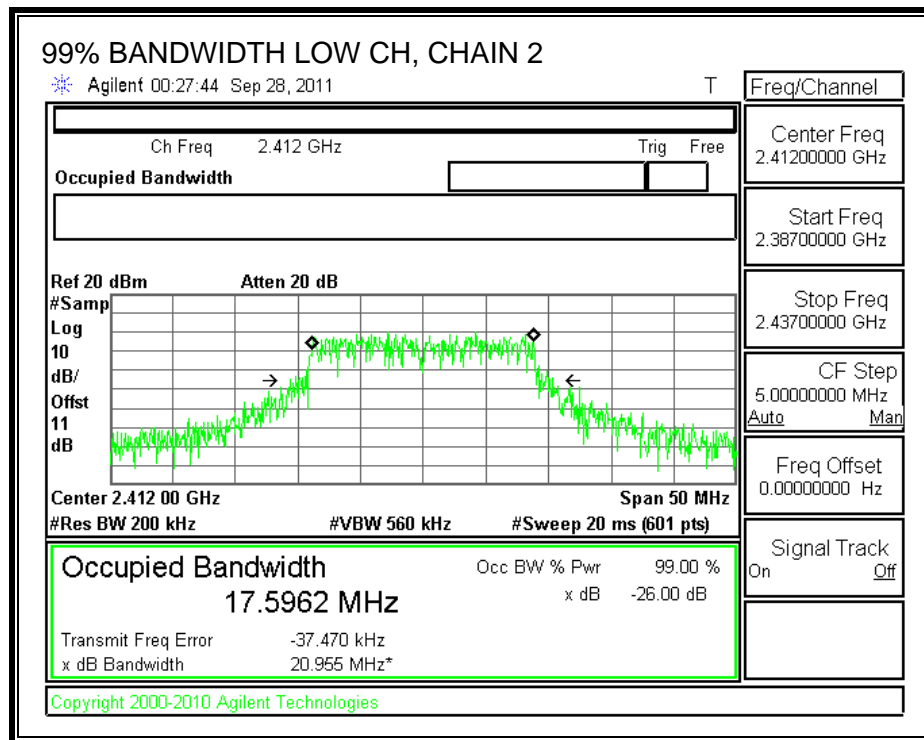 99% BANDWIDTH LOW CH, CHAIN 2
Agilent 00:27:44 Sep 28, 2011 T
Ch Freq 2.412 GHz Trig Free
Occupied Bandwidth
Ref 20 dBm Atten 20 dB
#Samp
Log
10
dB/
Offst
11
dB
Center 2.412 00 GHz Span 50 MHz
#Res BW 200 kHz #VBW 560 kHz #Sweep 20 ms (601 pts)
Occupied Bandwidth Occ BW % Pwr 99.00 %
17.5962 MHz x dB -26.00 dB
Transmit Freq Error -37.470 kHz
x dB Bandwidth 20.955 MHz*
Copyright 2000-2010 Agilent Technologies
Freq/Channel
Center Freq
2.41200000 GHz
Start Freq
2.38700000 GHz
Stop Freq
2.43700000 GHz
CF Step
5.00000000 MHz
Auto Man
Freq Offset
0.00000000 Hz
Signal Track
On Off